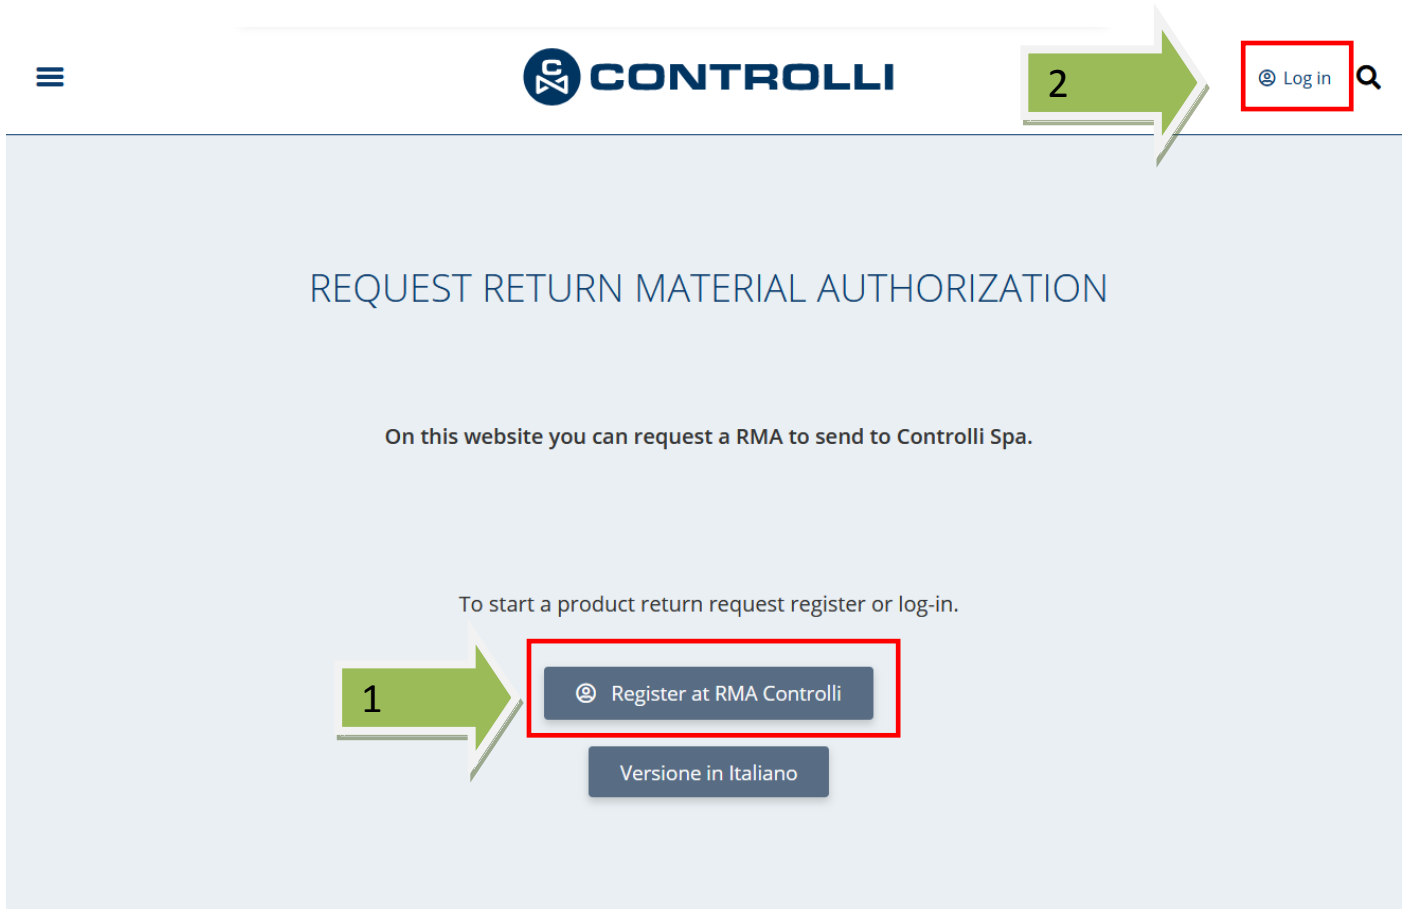 CONTROLLI
2
Log in
REQUEST RETURN MATERIAL AUTHORIZATION
On this website you can request a RMA to send to Controlli Spa.
To start a product return request register or log-in.
1
Register at RMA Controlli
Versione in Italiano